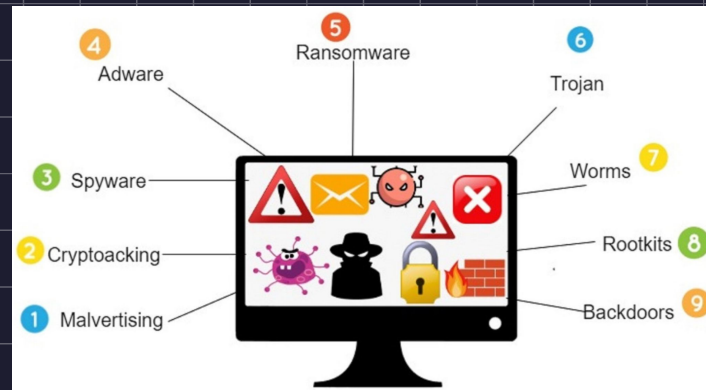 5
Ransomware
4
Adware
6
Trojan
3 Spyware
Worms 7
2 Cryptoacking
Rootkits 8
1 Malvertising
Backdoors 9